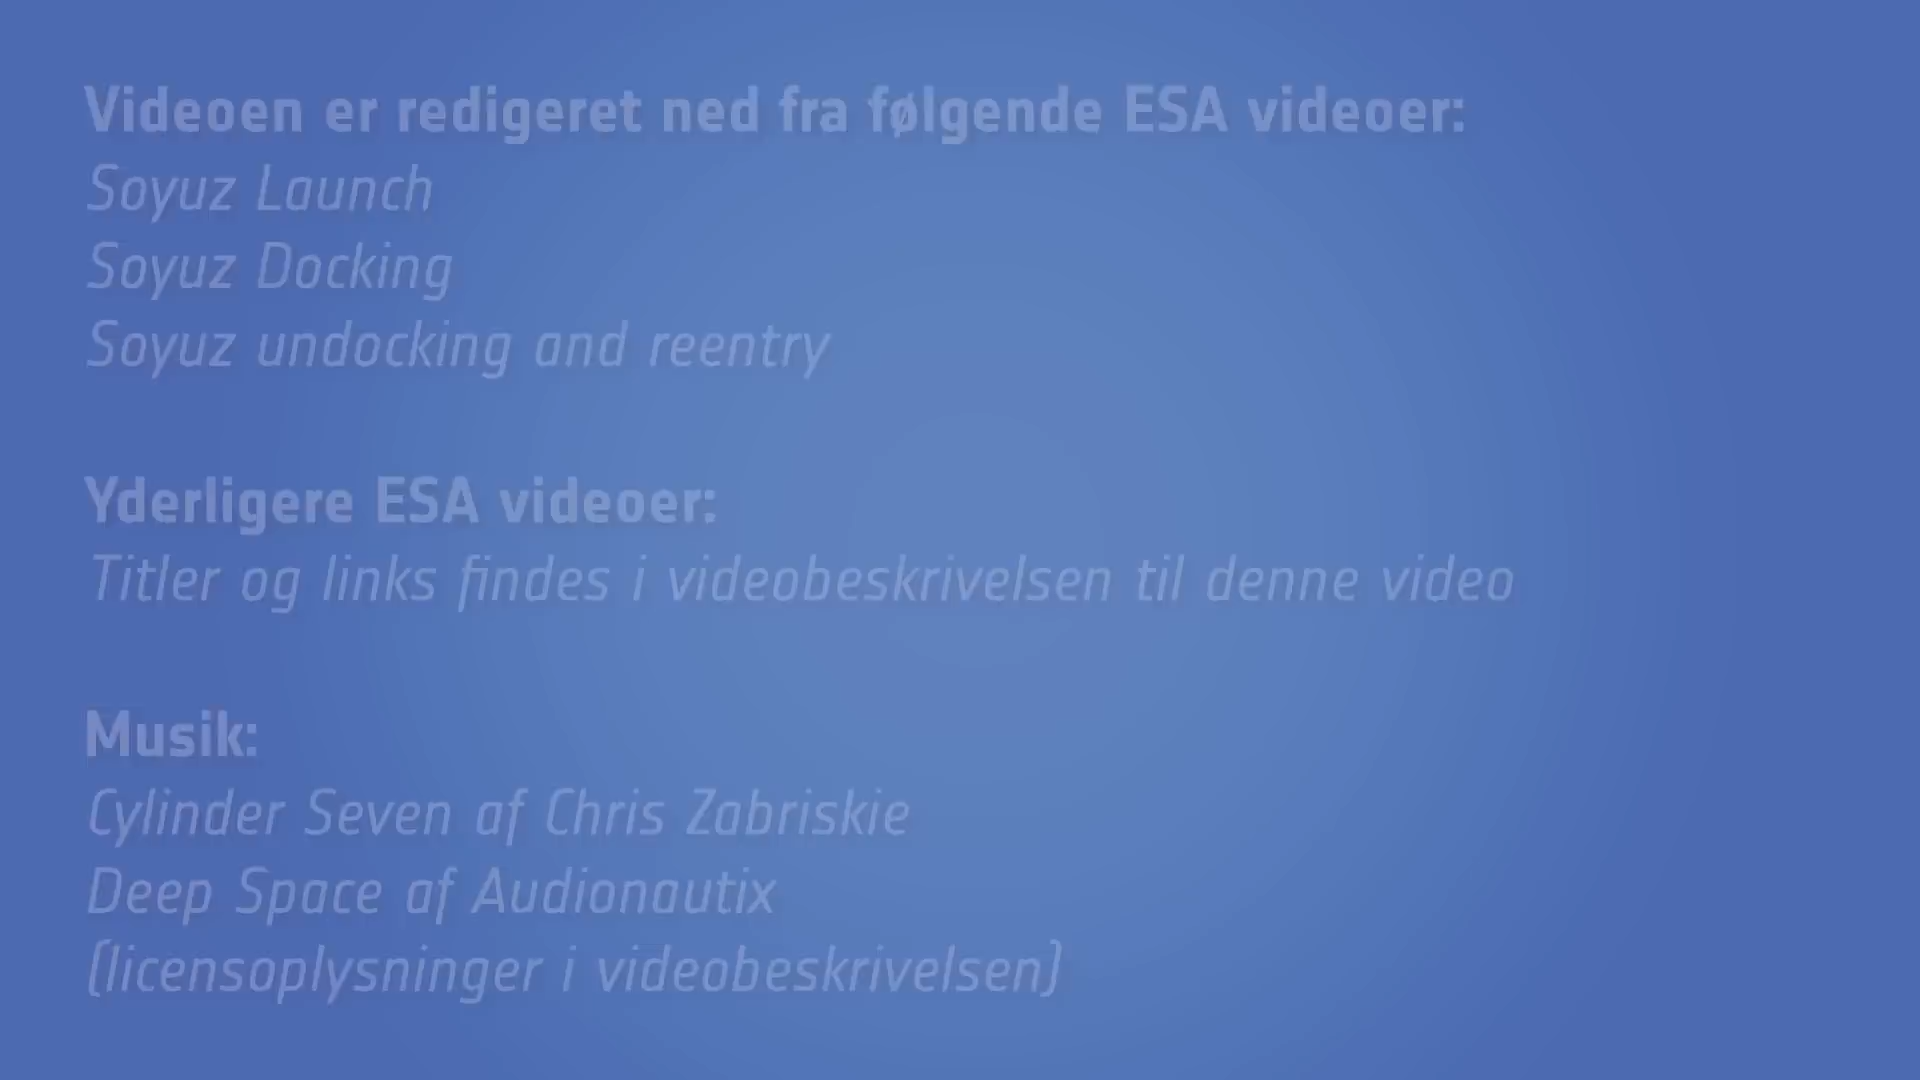 Videoen er redigeret ned fra følgende ESA videoer:
Soyuz Launch
Soyuz Docking
Soyuz undocking and reentry
Yderligere ESA videoer:
Titler og links findes i videobeskrivelsen til denne video
Musik:
Cylinder Seven af Chris Zabriskie
Deep Space af Audionautix
(licensoplysninger i videobeskrivelsen)